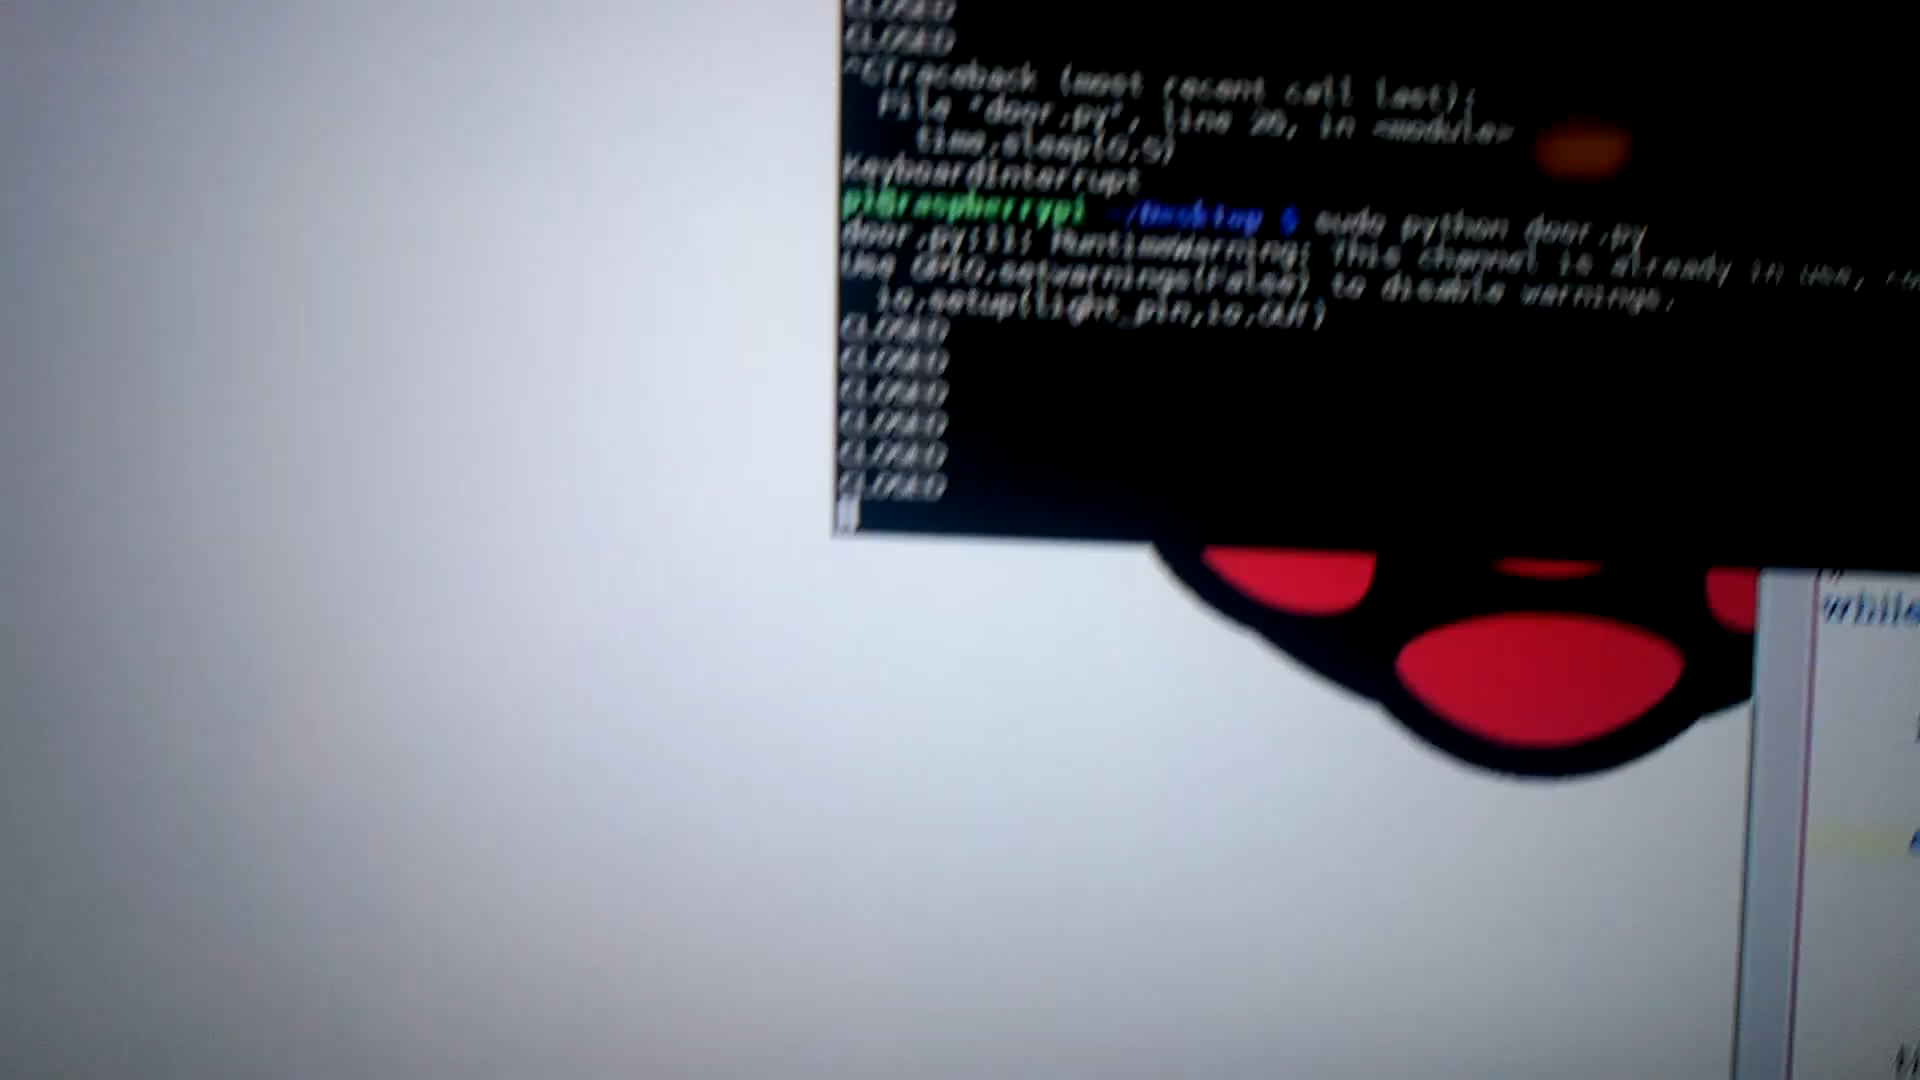 CLOSED
CLOSED
^CTraceback (most recent call last):
File "door.py", line 20, in <module>
time.sleep(0.5)
KeyboardInterrupt
pi@raspberrypi ~/Desktop $ sudo python door.py
door.py:11: RuntimeWarning: This channel is already in use,
Use GPIO.setwarnings(False) to disable warnings.
io.setup(light_pin,io.OUT)
CLOSED
CLOSED
CLOSED
CLOSED
CLOSED
CLOSED
while